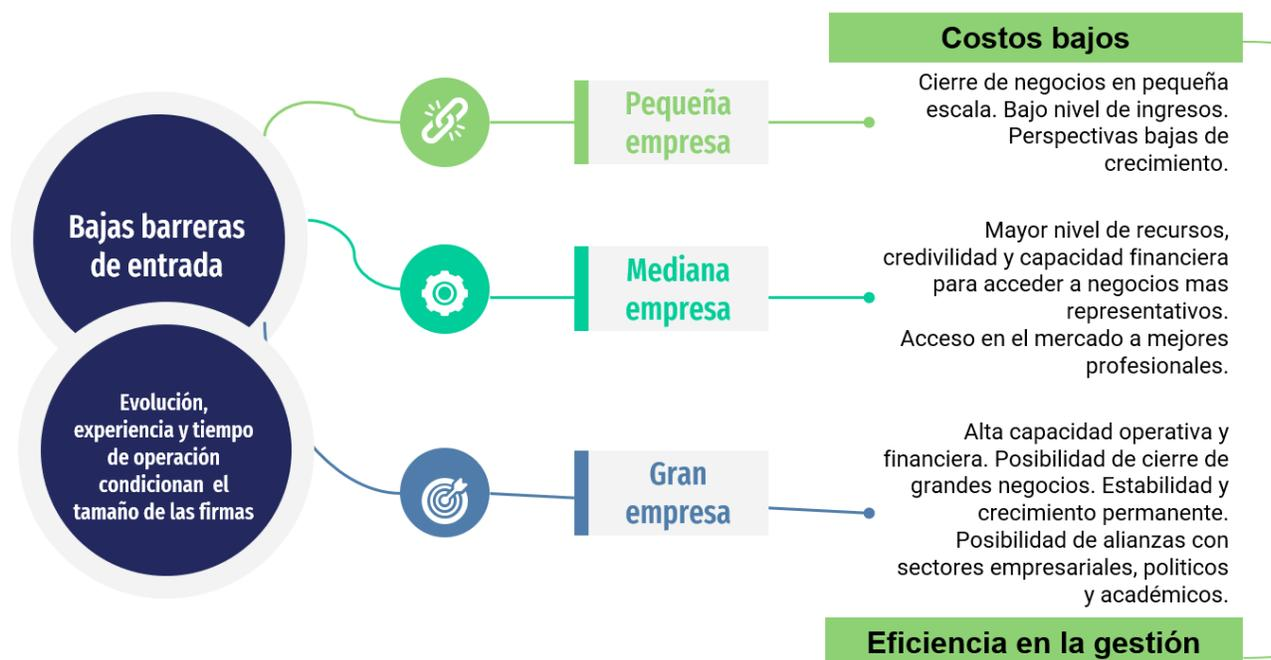 Costos bajos
Bajas barreras
de entrada
Evolución,
experiencia y tiempo
de operación
condicionan el
tamaño de las firmas
Pequeña
empresa
Cierre de negocios en pequeña
escala. Bajo nivel de ingresos.
Perspectivas bajas de
crecimiento.
Mediana
empresa
Mayor nivel de recursos,
credivilidad y capacidad financiera
para acceder a negocios mas
representativos.
Acceso en el mercado a mejores
profesionales.
Gran
empresa
Alta capacidad operativa y
financiera. Posibilidad de cierre de
grandes negocios. Estabilidad y
crecimiento permanente.
Posibilidad de alianzas con
sectores empresariales, politicos
y académicos.
Eficiencia en la gestión